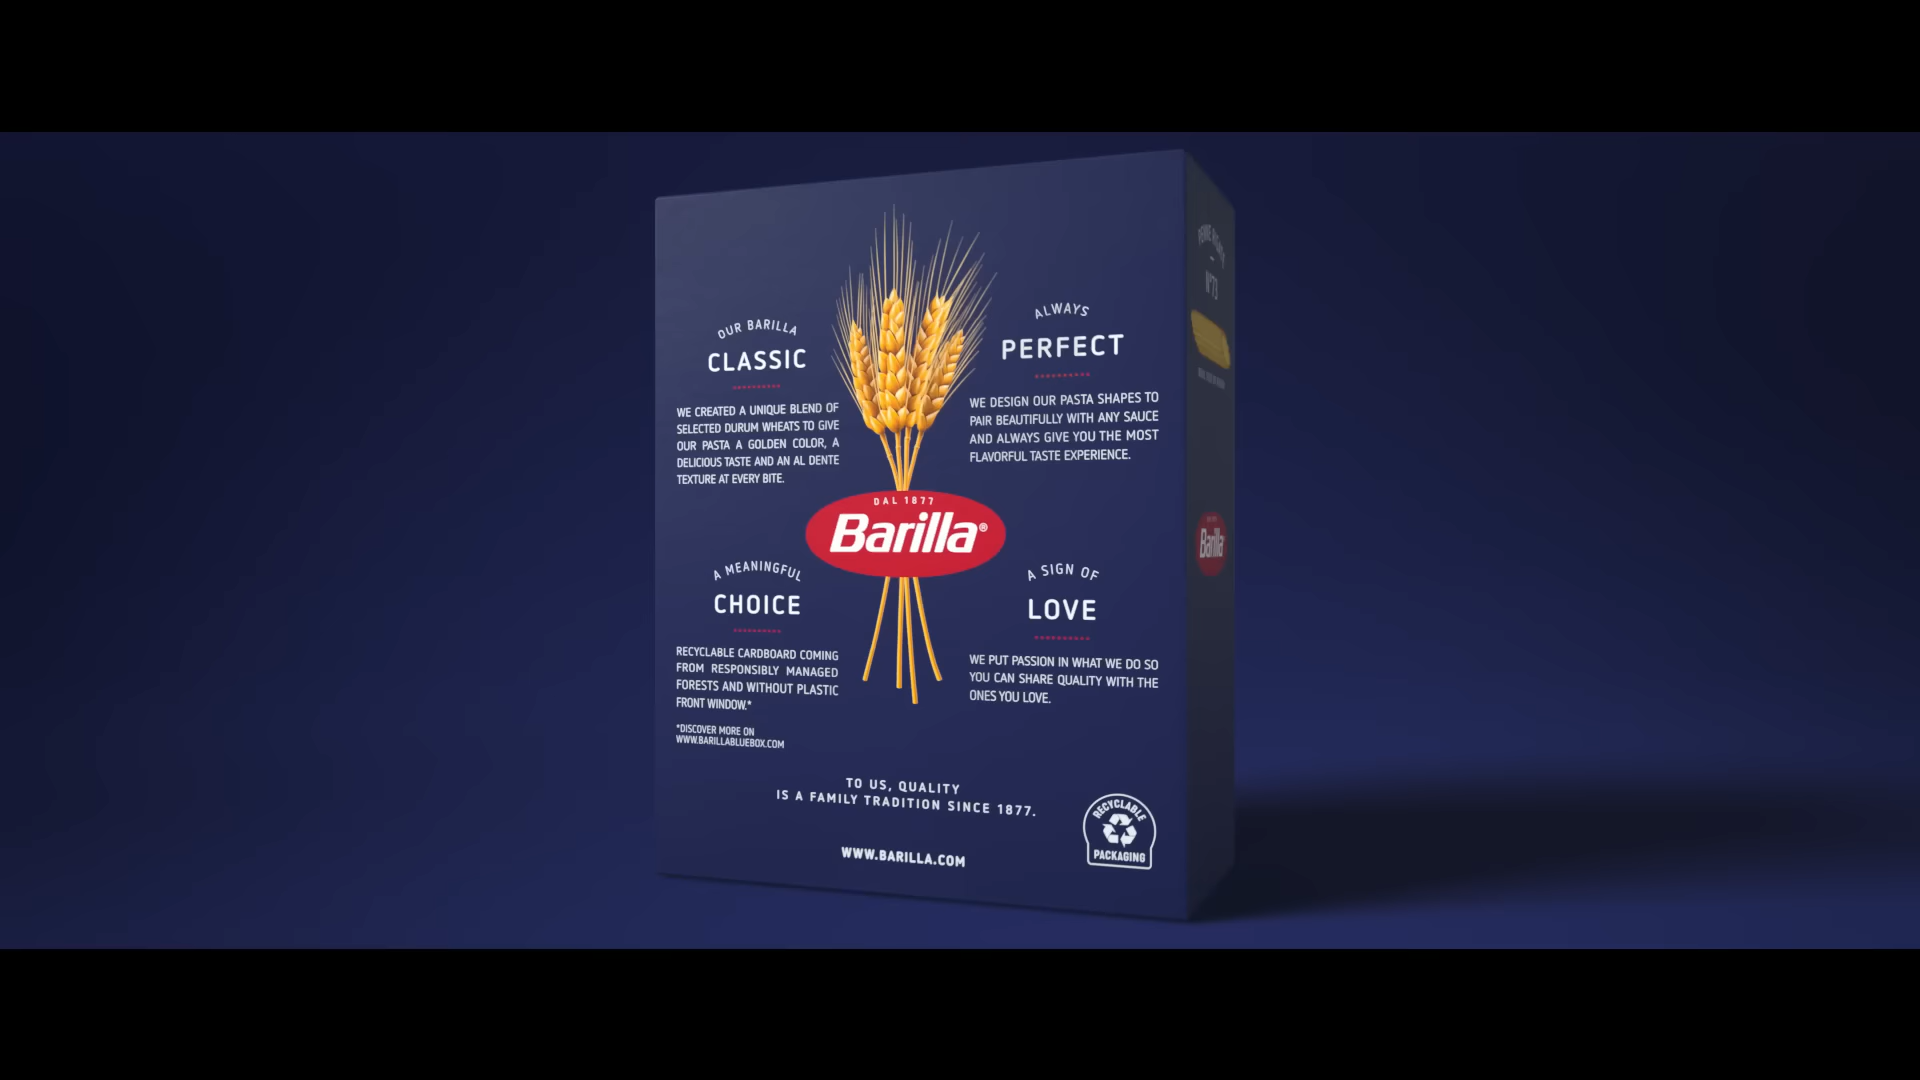 OUR BARILLA
CLASSIC
WE CREATED A UNIQUE BLEND OF
SELECTED DURUM WHEATS TO GIVE
OUR PASTA A GOLDEN COLOR, A
DELICIOUS TASTE AND AN AL DENTE
TEXTURE AT EVERY BITE.
ALWAYS
PERFECT
WE DESIGN OUR PASTA SHAPES TO
PAIR BEAUTIFULLY WITH ANY SAUCE
AND ALWAYS GIVE YOU THE MOST
FLAVORFUL TASTE EXPERIENCE.
DAL 1877
Barilla®
A MEANINGFUL
CHOICE
RECYCLABLE CARDBOARD COMING
FROM RESPONSIBLY MANAGED
FORESTS AND WITHOUT PLASTIC
FRONT WINDOW.*
*DISCOVER MORE ON
WWW.BARILLABLUEBOX.COM
A SIGN OF
LOVE
WE PUT PASSION IN WHAT WE DO SO
YOU CAN SHARE QUALITY WITH THE
ONES YOU LOVE.
TO US, QUALITY
IS A FAMILY TRADITION SINCE 1877.
WWW.BARILLA.COM
RECYCLABLE
PACKAGING
N°73
Barilla